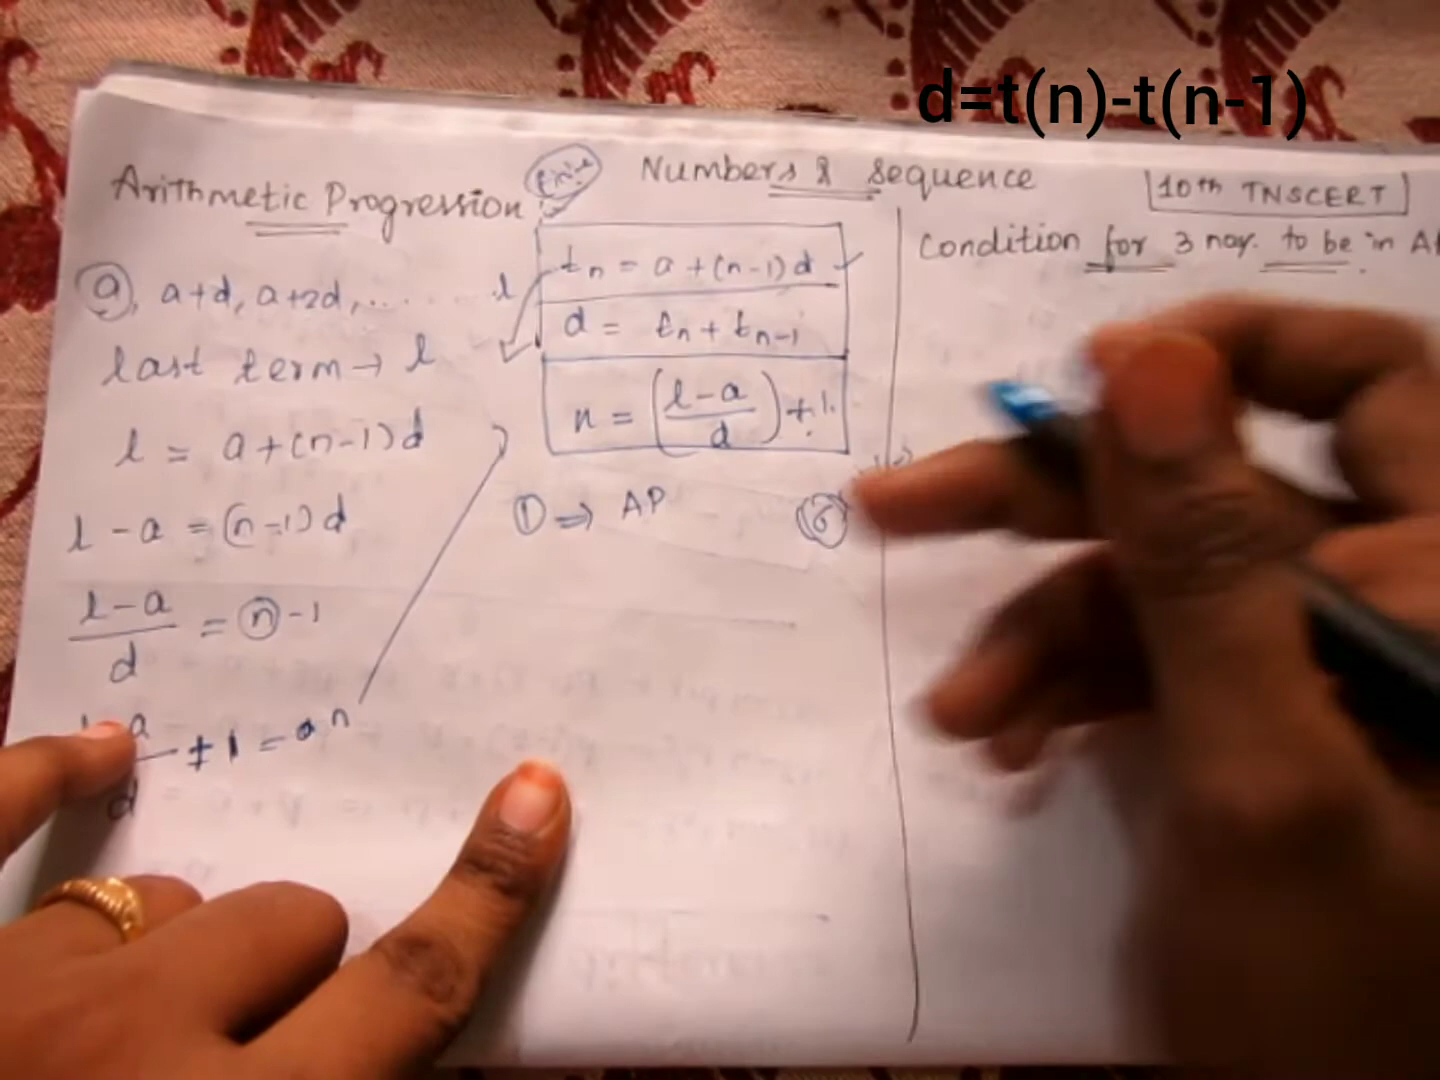 d=t(n)-t(n-1)
Arithmetic Progression
Numbers & Sequence
10th TNSCERT
a, a+d, a+2d, ...... l
last term → l
l = a+(n-1)d
l-a = (n-1)d
l-a/d = n-1
a/d + 1 = n
tn = a+(n-1)d
d = tn + tn-1
n = (l-a/d) + 1
① ⇒ AP
Condition for 3 nos. to be in A